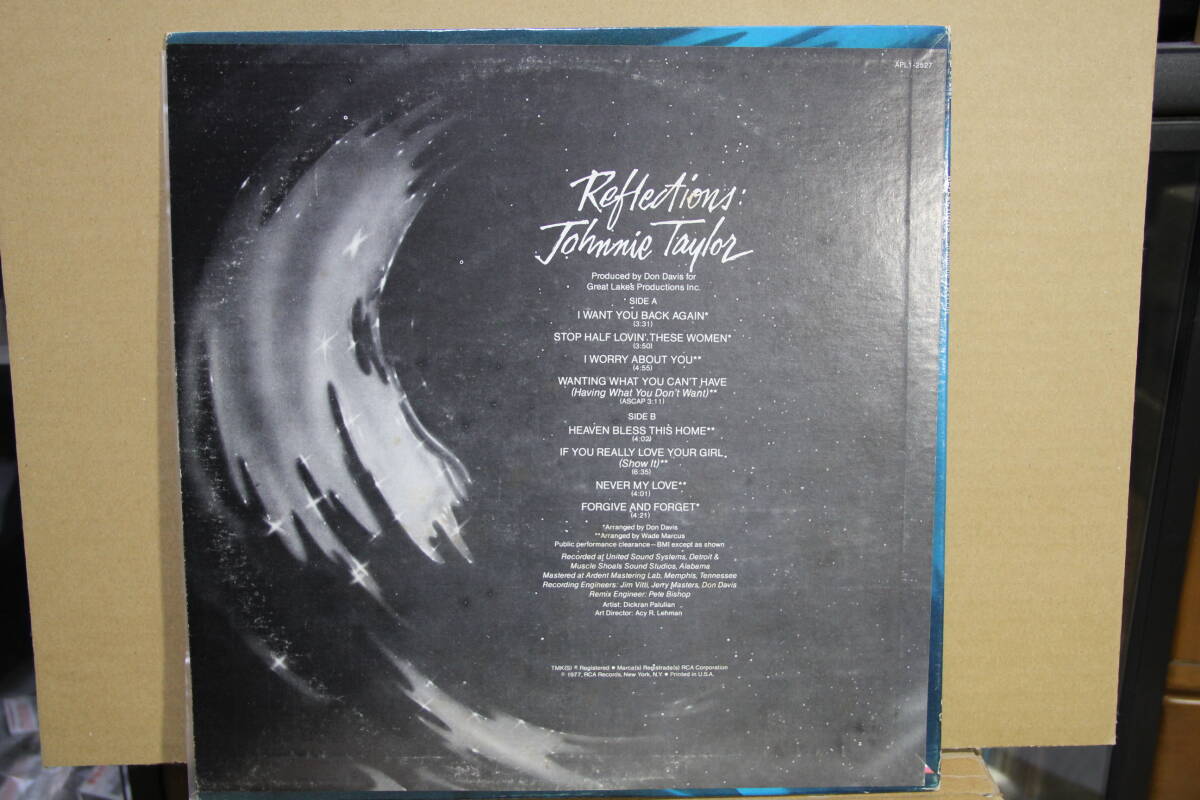 APL1-2527
Reflections:
Johnnie Taylor
Produced by Don Davis for
Great Lakes Productions Inc.
SIDE A
I WANT YOU BACK AGAIN*
(3:31)
STOP HALF LOVIN' THESE WOMEN*
(3:50)
I WORRY ABOUT YOU**
(4:55)
WANTING WHAT YOU CAN'T HAVE
(Having What You Don't Want)**
(ASCAP 3:11)
SIDE B
HEAVEN BLESS THIS HOME**
(4:02)
IF YOU REALLY LOVE YOUR GIRL
(Show It)**
(6:35)
NEVER MY LOVE**
(4:01)
FORGIVE AND FORGET*
(4:21)
*Arranged by Don Davis
**Arranged by Wade Marcus
Public performance clearance—BMI except as shown
Recorded at United Sound Systems, Detroit &
Muscle Shoals Sound Studios, Alabama
Mastered at Ardent Mastering Lab, Memphis, Tennessee
Recording Engineers: Jim Vitti, Jerry Masters, Don Davis
Remix Engineer: Pete Bishop
Artist: Dickran Palulian
Art Director: Acy R. Lehman
TMK(S) ® Registered • Marca(s) Registrade(s) RCA Corporation
℗ 1977, RCA Records, New York, N.Y. • Printed in U.S.A.